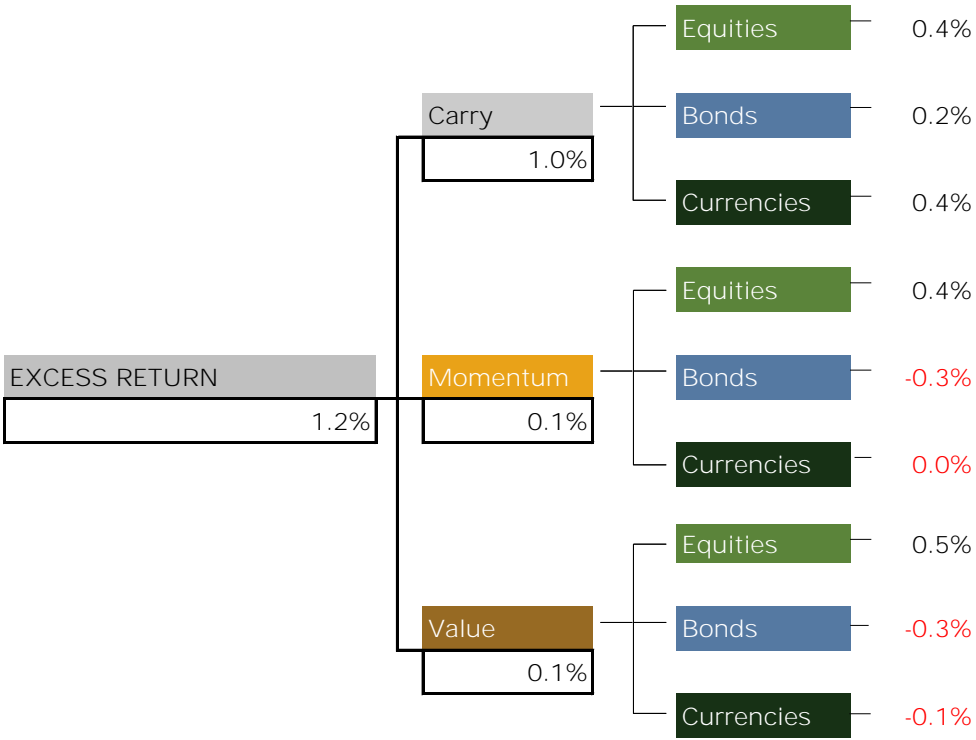 Equities 0.4%
Carry
Bonds 0.2%
1.0%
Currencies 0.4%
Equities 0.4%
EXCESS RETURN
Momentum
Bonds -0.3%
1.2%
0.1%
Currencies 0.0%
Equities 0.5%
Value
Bonds -0.3%
0.1%
Currencies -0.1%